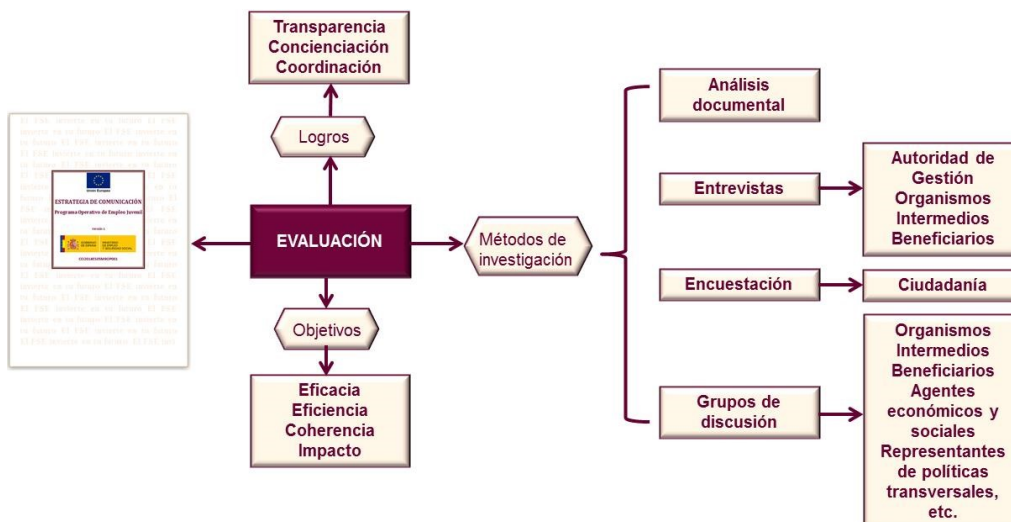 Transparencia
Concienciación
Coordinación
Logros
Unión Europea
ESTRATEGIA DE COMUNICACIÓN
Programa Operativo de Empleo Juvenil
EVALUACIÓN
Objetivos
Eficacia
Eficiencia
Coherencia
Impacto
Métodos de
investigación
Análisis
documental
Entrevistas
Autoridad de
Gestión
Organismos
Intermedios
Beneficiarios
Encuestación
Ciudadanía
Grupos de
discusión
Organismos
Intermedios
Beneficiarios
Agentes
económicos y
sociales
Representantes
de políticas
transversales,
etc.